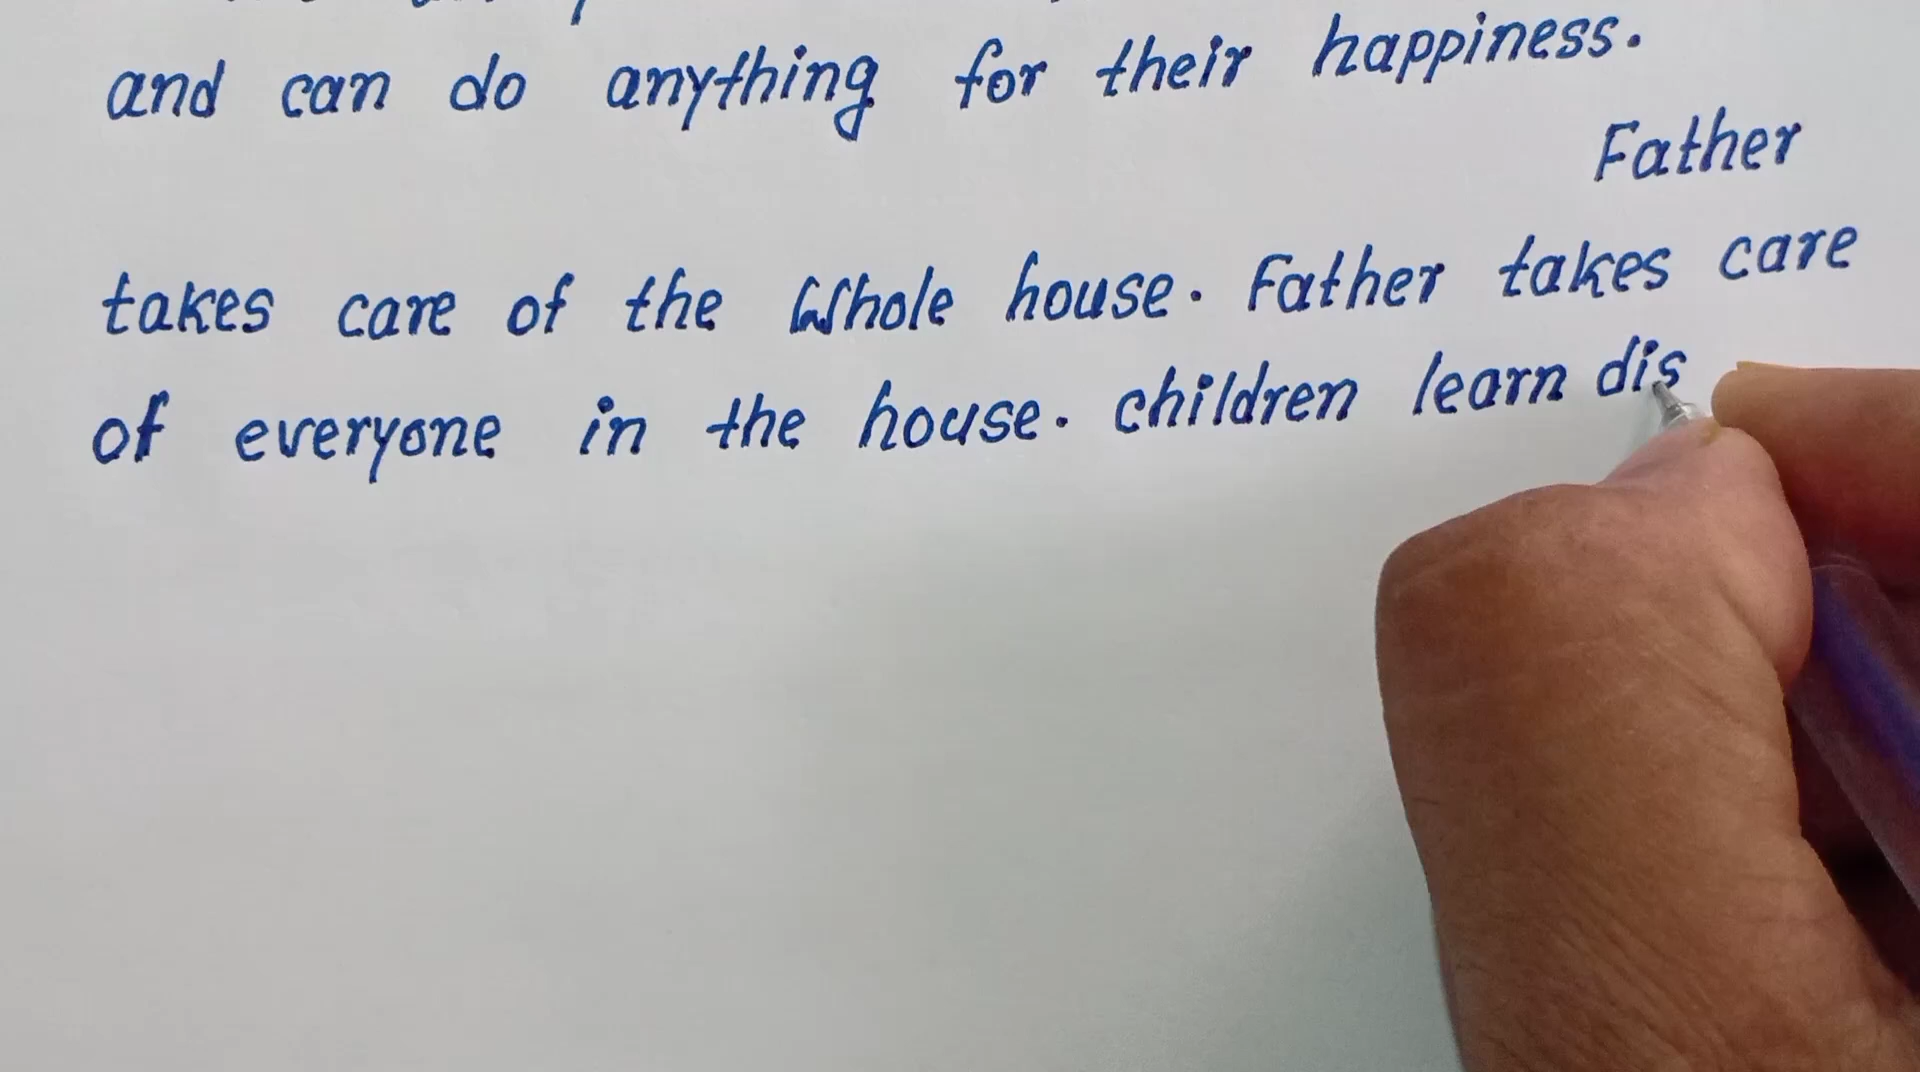 and can do anything for their happiness.
Father
takes care of the Whole house. Father takes care
of everyone in the house. children learn dis